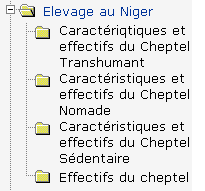 Elevage au Niger
Caractériqtiques et
effectifs du Cheptel
Transhumant
Caractéristiques et
effectifs du Cheptel
Nomade
Caractéristiques et
effectifs du Cheptel
Sédentaire
Effectifs du cheptel